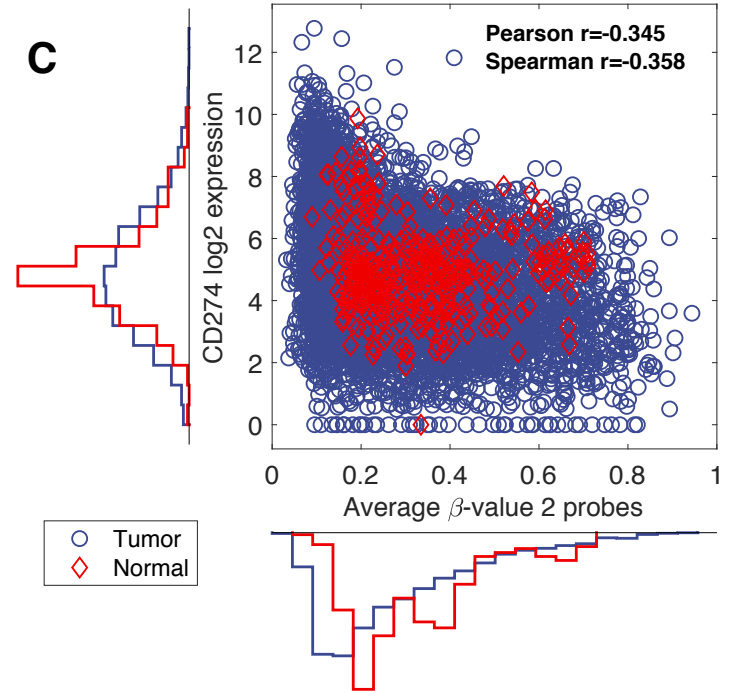 C
Pearson r=-0.345
Spearman r=-0.358
CD274 log2 expression
12
10
8
6
4
2
0
0 0.2 0.4 0.6 0.8 1
Average β-value 2 probes
Tumor
Normal